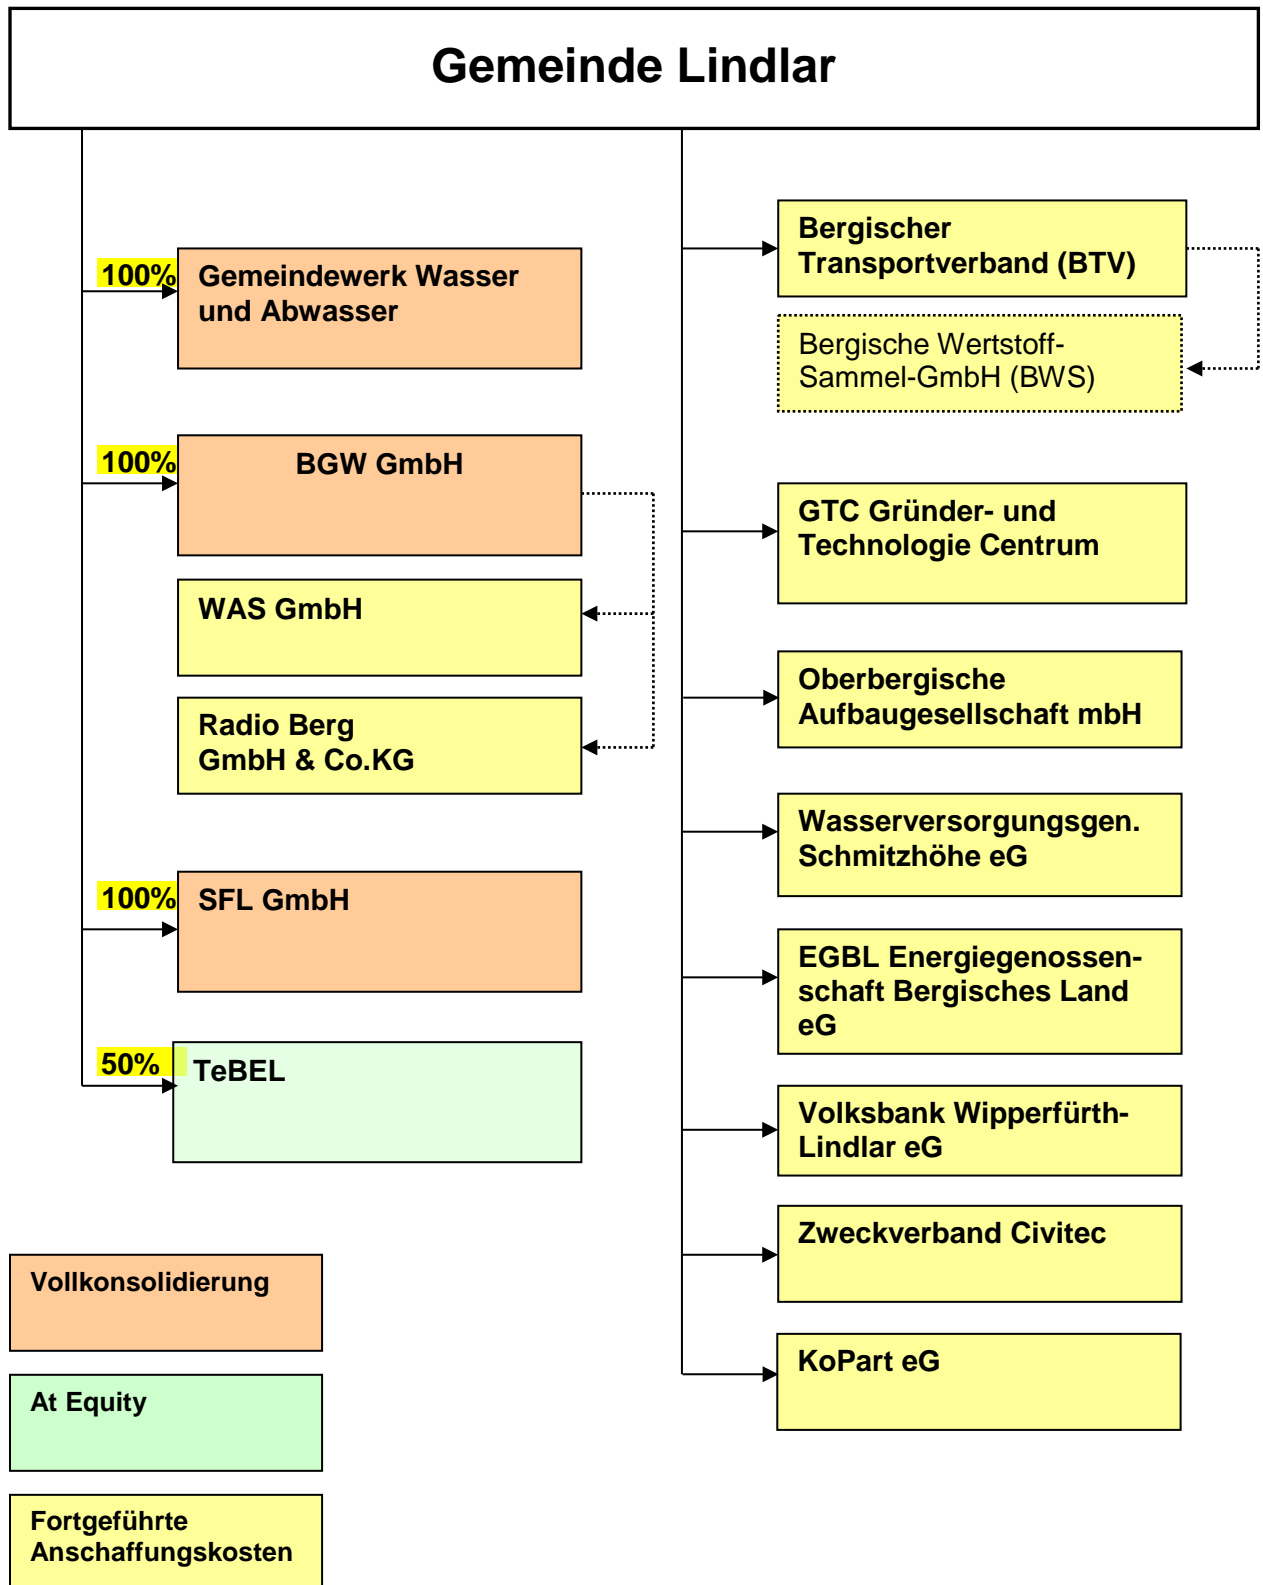 Gemeinde Lindlar
100%
Gemeindewerk Wasser
und Abwasser
100%
BGW GmbH
WAS GmbH
Radio Berg
GmbH & Co.KG
100%
SFL GmbH
50%
TeBEL
Bergischer
Transportverband (BTV)
Bergische Wertstoff-
Sammel-GmbH (BWS)
GTC Gründer- und
Technologie Centrum
Oberbergische
Aufbaugesellschaft mbH
Wasserversorgungsgen.
Schmitzhöhe eG
EGBL Energiegenossen-
schaft Bergisches Land
eG
Volksbank Wipperfürth-
Lindlar eG
Zweckverband Civitec
KoPart eG
Vollkonsolidierung
At Equity
Fortgeführte
Anschaffungskosten